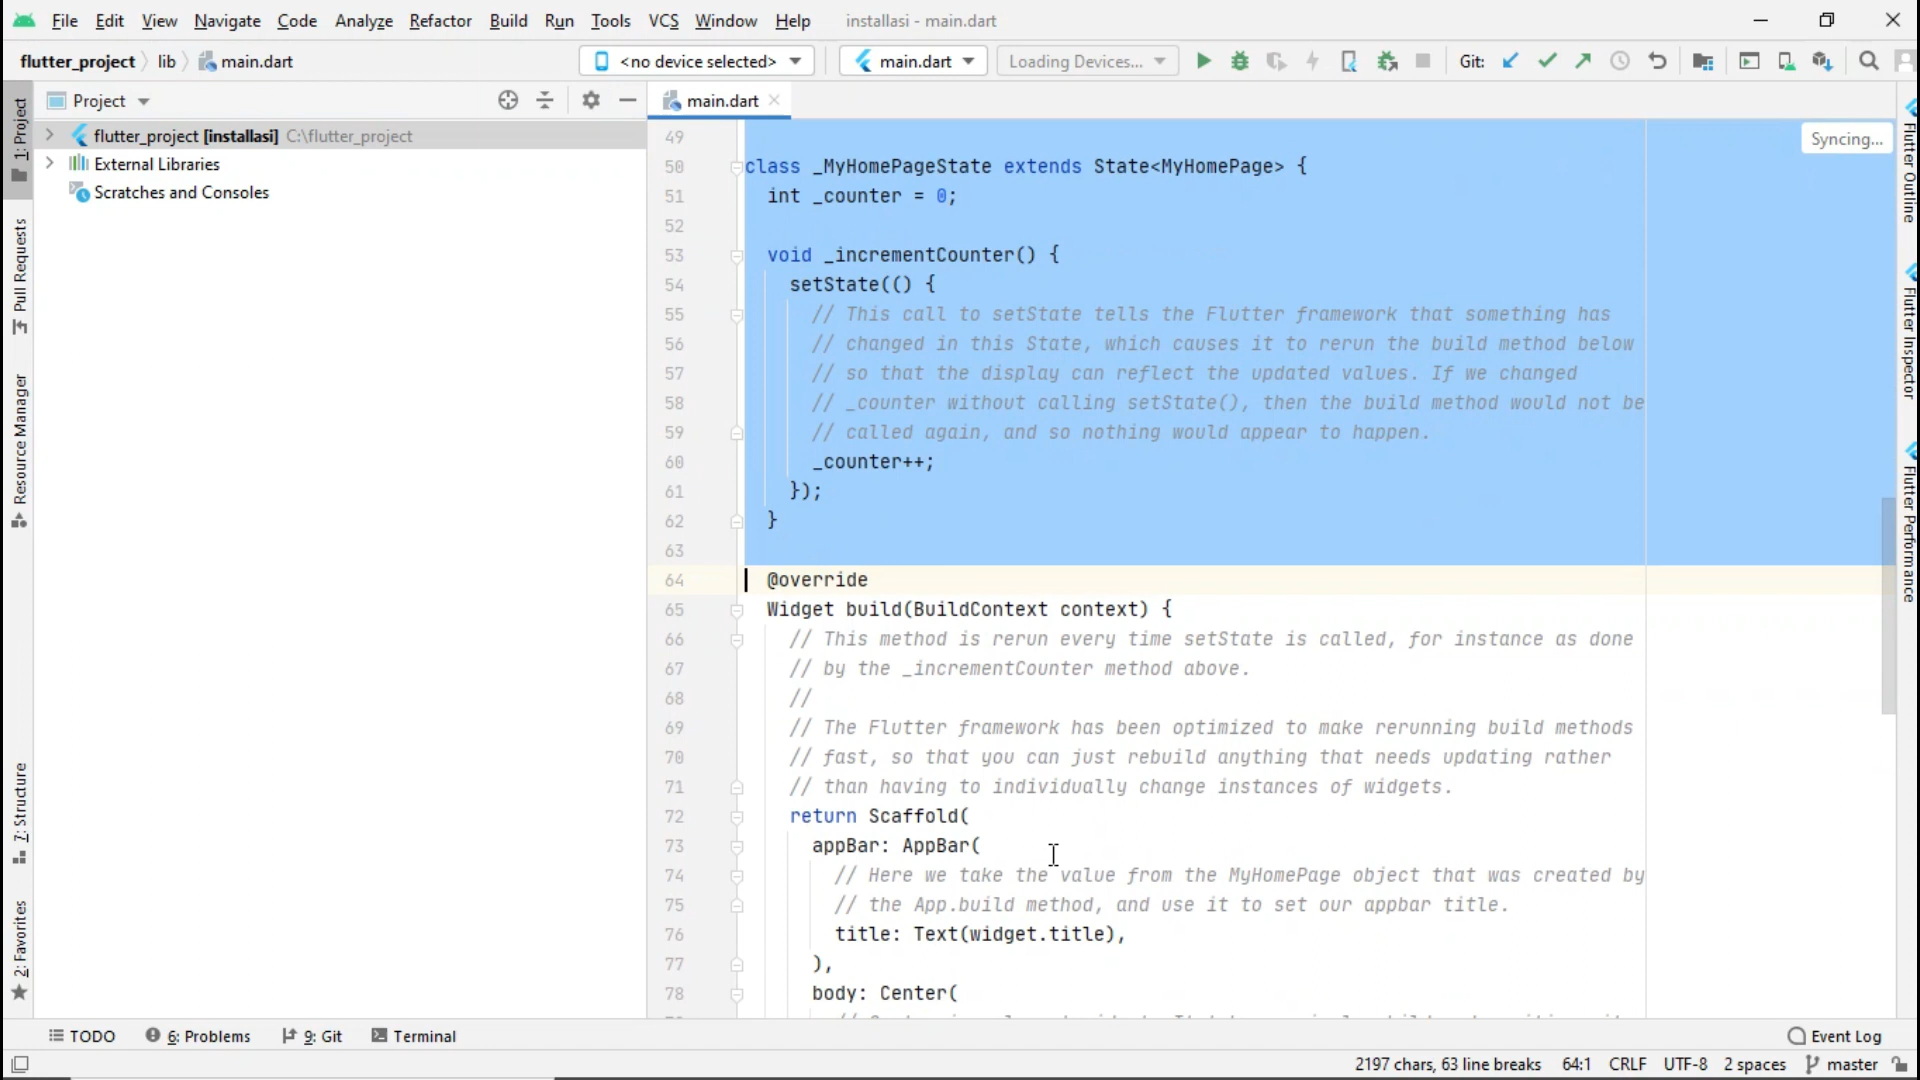 File Edit View Navigate Code Analyze Refactor Build Run Tools VCS Window Help installasi - main.dart
flutter_project lib main.dart <no device selected> main.dart Loading Devices... Git:
Project main.dart
1: Project
Pull Requests
Resource Manager
7: Structure
2: Favorites
flutter_project [installasi] C:\flutter_project
External Libraries
Scratches and Consoles
Syncing...
49
50 class _MyHomePageState extends State<MyHomePage> {
51 int _counter = 0;
52
53 void _incrementCounter() {
54 setState(() {
55 // This call to setState tells the Flutter framework that something has
56 // changed in this State, which causes it to rerun the build method below
57 // so that the display can reflect the updated values. If we changed
58 // _counter without calling setState(), then the build method would not be
59 // called again, and so nothing would appear to happen.
60 _counter++;
61 });
62 }
63
64 @override
65 Widget build(BuildContext context) {
66 // This method is rerun every time setState is called, for instance as done
67 // by the _incrementCounter method above.
68 //
69 // The Flutter framework has been optimized to make rerunning build methods
70 // fast, so that you can just rebuild anything that needs updating rather
71 // than having to individually change instances of widgets.
72 return Scaffold(
73 appBar: AppBar(
74 // Here we take the value from the MyHomePage object that was created by
75 // the App.build method, and use it to set our appbar title.
76 title: Text(widget.title),
77 ),
78 body: Center(
Flutter Outline
Flutter Inspector
Flutter Performance
TODO 6: Problems 9: Git Terminal Event Log
2197 chars, 63 line breaks 64:1 CRLF UTF-8 2 spaces master